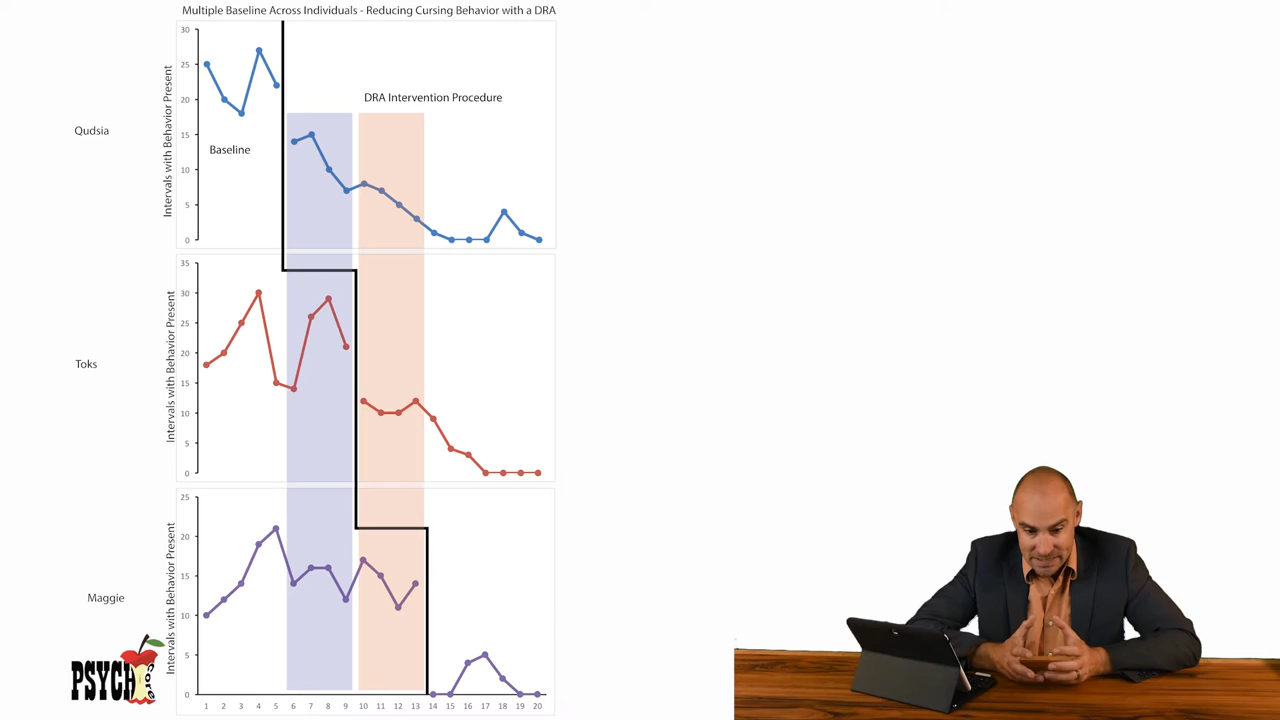 Multiple Baseline Across Individuals - Reducing Cursing Behavior with a DRA
Qudsia
Intervals with Behavior Present
30
25
20
15
10
5
0
Baseline
DRA Intervention Procedure
Toks
Intervals with Behavior Present
35
30
25
20
15
10
5
0
Maggie
Intervals with Behavior Present
25
20
15
10
5
0
1 2 3 4 5 6 7 8 9 10 11 12 13 14 15 16 17 18 19 20
PSYCH
Core